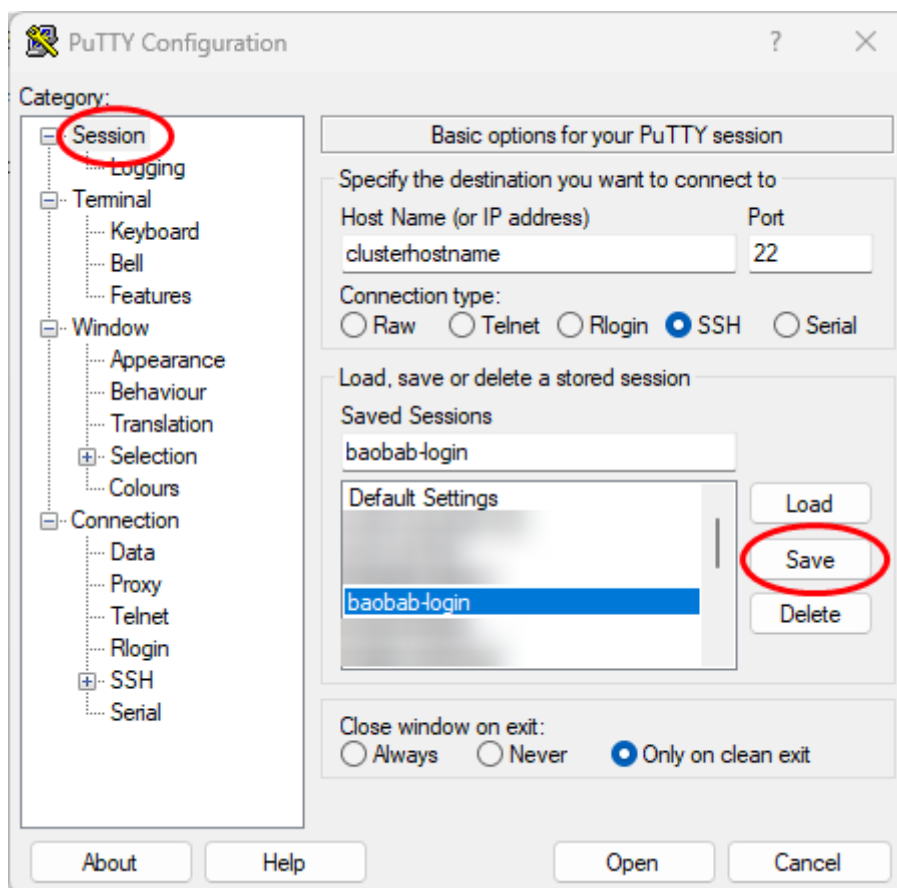 PuTTY Configuration
?
Category:
Session
Logging
Terminal
Keyboard
Bell
Features
Window
Appearance
Behaviour
Translation
Selection
Colours
Connection
Data
Proxy
Telnet
Rlogin
SSH
Serial
Basic options for your PuTTY session
Specify the destination you want to connect to
Host Name (or IP address) Port
clusterhostname 22
Connection type:
Raw Telnet Rlogin SSH Serial
Load, save or delete a stored session
Saved Sessions
baobab-login
Default Settings
Load
Save
baobab-login
Delete
Close window on exit:
Always Never Only on clean exit
About Help Open Cancel